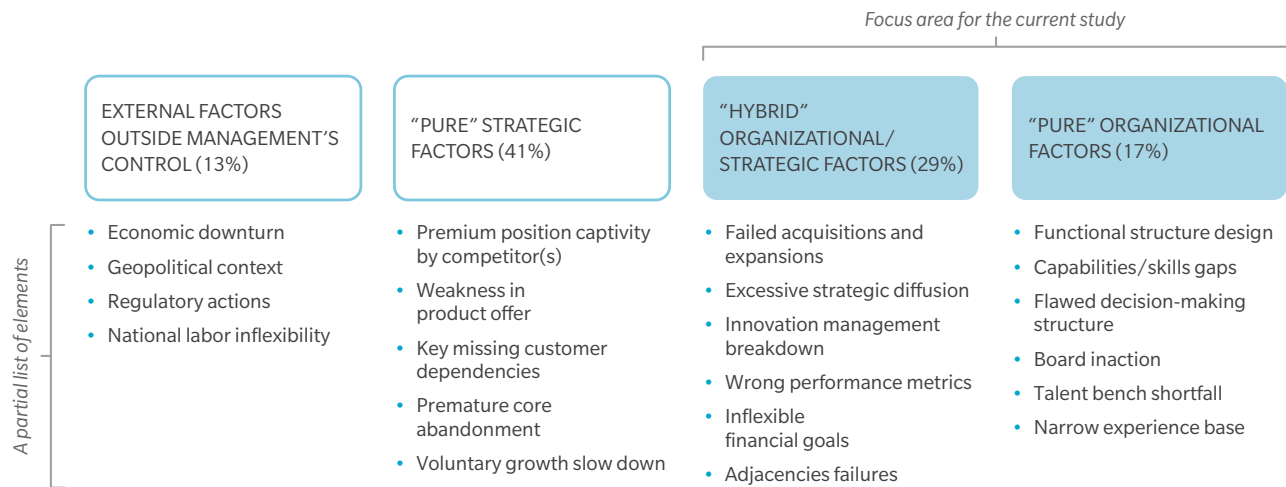 Focus area for the current study
EXTERNAL FACTORS
OUTSIDE MANAGEMENT’S
CONTROL (13%)
“PURE” STRATEGIC
FACTORS (41%)
“HYBRID”
ORGANIZATIONAL/
STRATEGIC FACTORS (29%)
“PURE” ORGANIZATIONAL
FACTORS (17%)
A partial list of elements
• Economic downturn
• Geopolitical context
• Regulatory actions
• National labor inflexibility
• Premium position captivity
by competitor(s)
• Weakness in
product offer
• Key missing customer
dependencies
• Premature core
abandonment
• Voluntary growth slow down
• Failed acquisitions and
expansions
• Excessive strategic diffusion
• Innovation management
breakdown
• Wrong performance metrics
• Inflexible
financial goals
• Adjacencies failures
• Functional structure design
• Capabilities/skills gaps
• Flawed decision-making
structure
• Board inaction
• Talent bench shortfall
• Narrow experience base